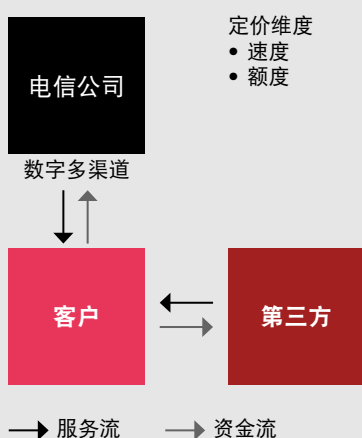 定价维度
• 速度
• 额度
电信公司
数字多渠道
客户
第三方
服务流
资金流